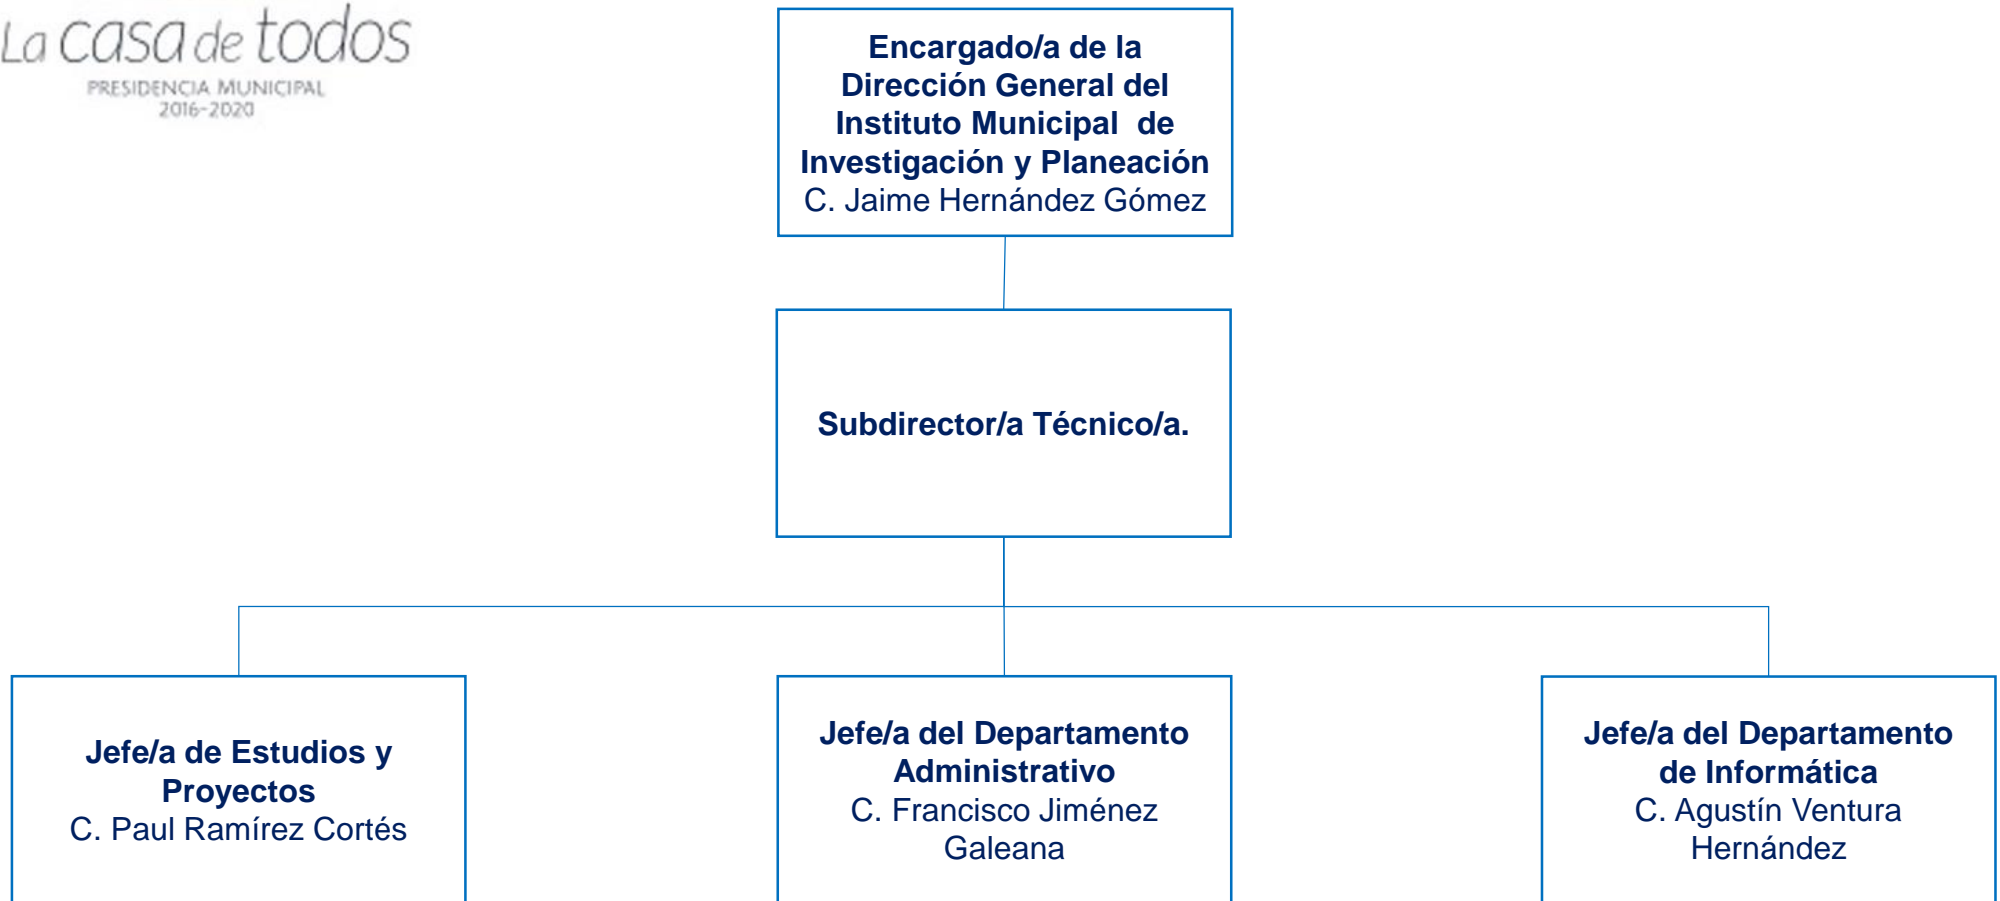 La casa de todos
PRESIDENCIA MUNICIPAL
2016-2020
Encargado/a de la
Dirección General del
Instituto Municipal de
Investigación y Planeación
C. Jaime Hernández Gómez
Subdirector/a Técnico/a.
Jefe/a de Estudios y
Proyectos
C. Paul Ramírez Cortés
Jefe/a del Departamento
Administrativo
C. Francisco Jiménez
Galeana
Jefe/a del Departamento
de Informática
C. Agustín Ventura
Hernández